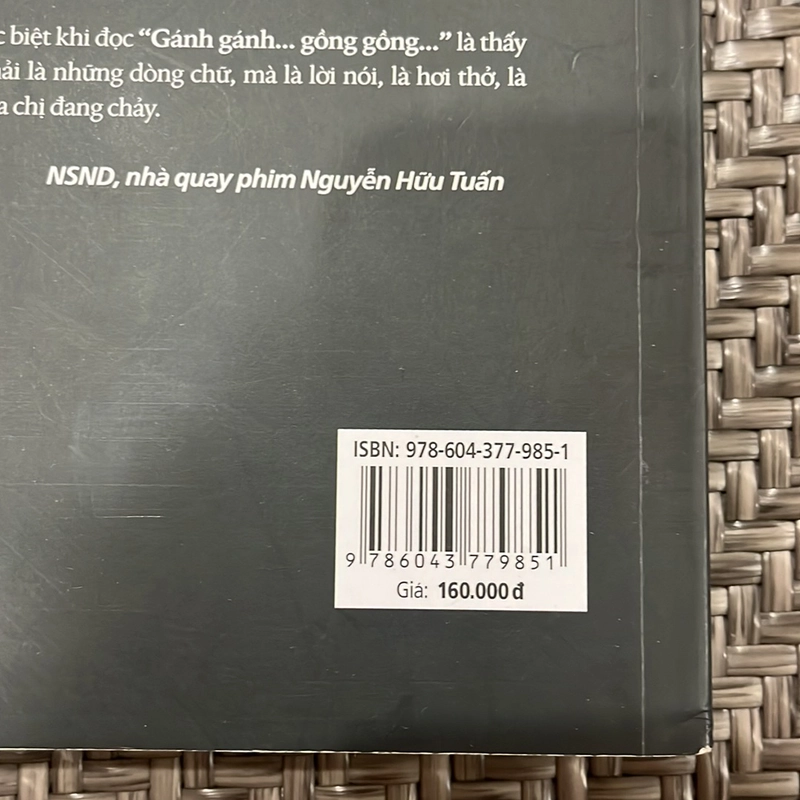 biệt khi đọc “Gánh gánh... gồng gồng...” là thấy
là những dòng chữ, mà là lời nói, là hơi thở, là
chị đang chảy.
NSND, nhà quay phim Nguyễn Hữu Tuấn
ISBN: 978-604-377-985-1
9 786043 779851
Giá: 160.000đ